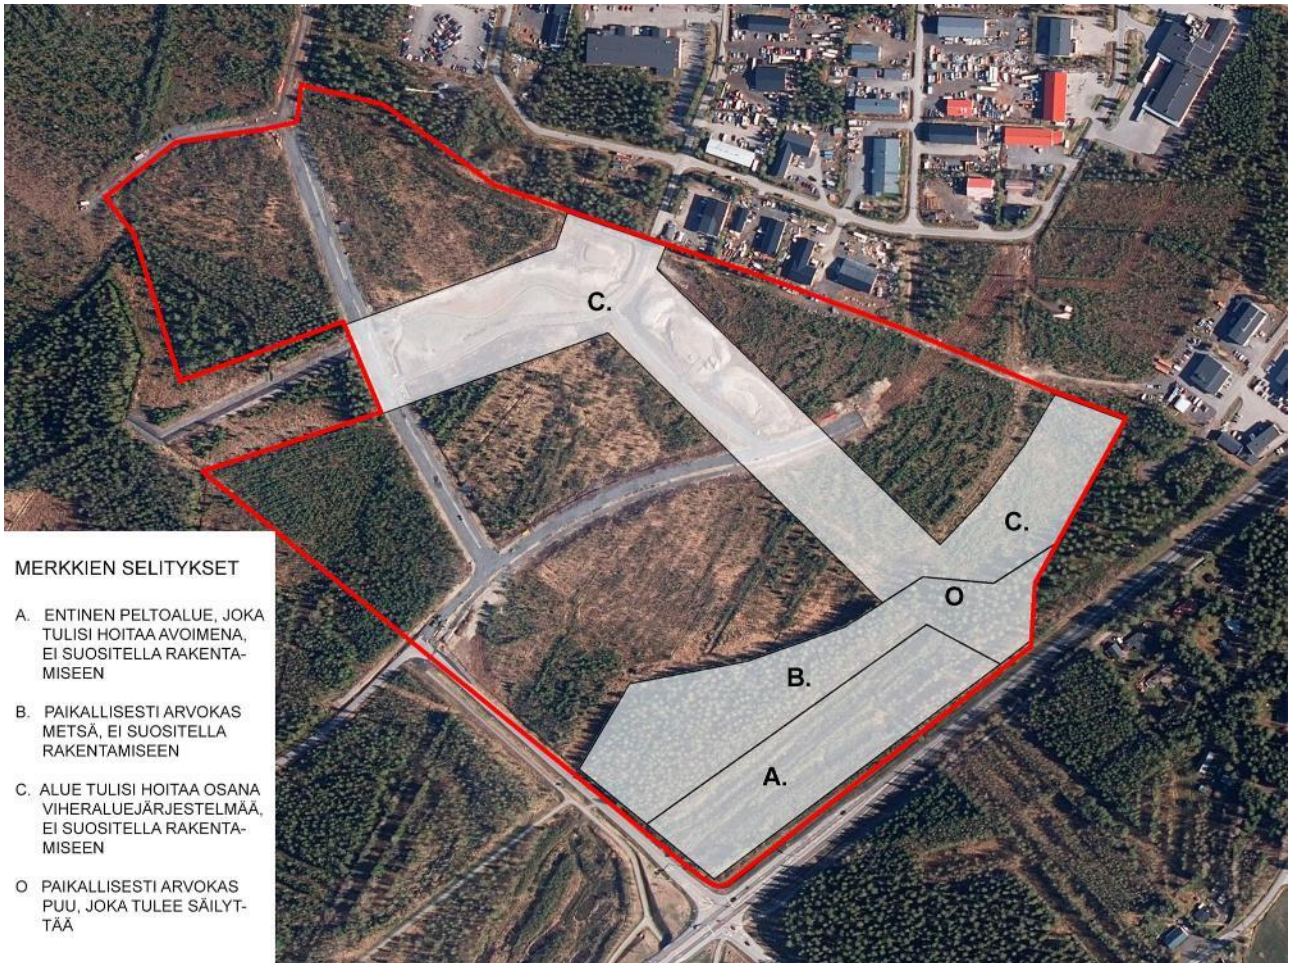 C.
C.
O
B.
A.
MERKKIEN SELITYKSET
A. ENTINEN PELTOALUE, JOKA
TULISI HOITAA AVOIMENA,
EI SUOSITELLA RAKENTA-
MISEEN
B. PAIKALLISESTI ARVOKAS
METSÄ, EI SUOSITELLA
RAKENTAMISEEN
C. ALUE TULISI HOITAA OSANA
VIHERALUEJÄRJESTELMÄÄ,
EI SUOSITELLA RAKENTA-
MISEEN
O PAIKALLISESTI ARVOKAS
PUU, JOKA TULEE SÄILYT-
TÄÄ